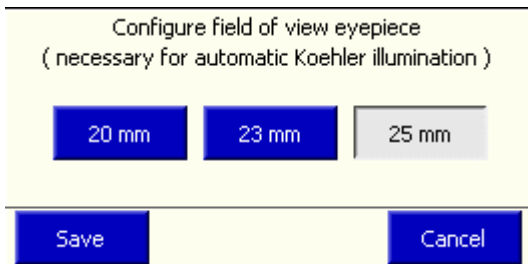 Configure field of view eyepiece
( necessary for automatic Koehler illumination )
20 mm 23 mm 25 mm
Save Cancel